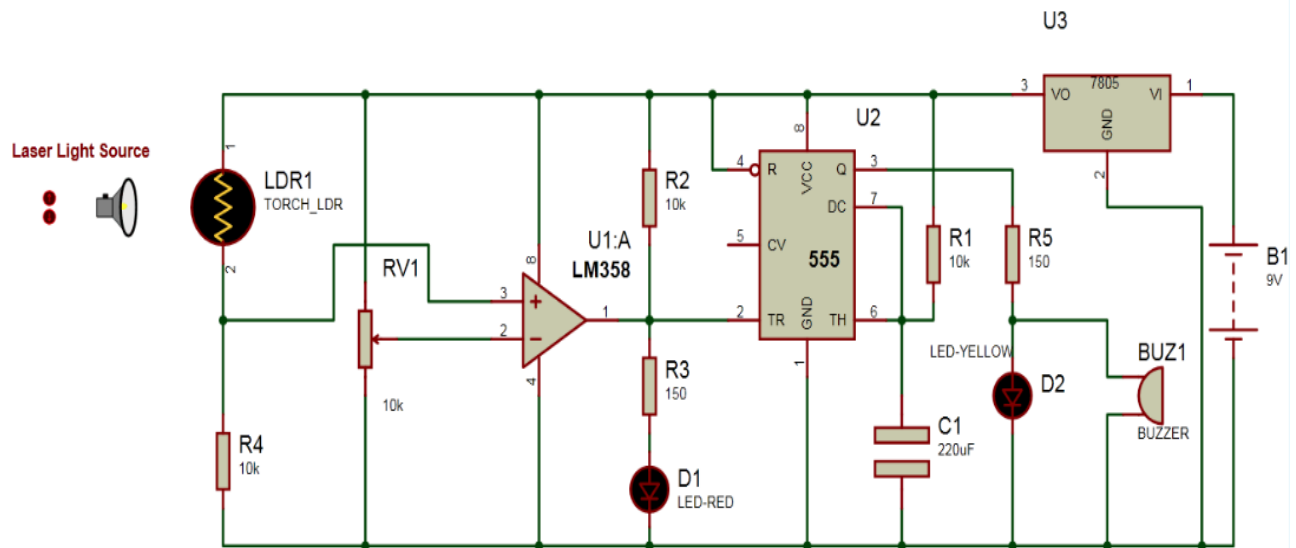 U3
7805
3
VO
VI
1
GND
2
Laser Light Source
1
LDR1
TORCH_LDR
2
RV1
10k
R4
10k
U1:A
LM358
8
3
2
1
4
+
−
R2
10k
R3
150
D1
LED-RED
U2
8
4
R
VCC
Q
3
DC
7
5
CV
555
2
TR
GND
TH
6
1
R1
10k
R5
150
C1
220uF
LED-YELLOW
D2
BUZ1
BUZZER
B1
9V